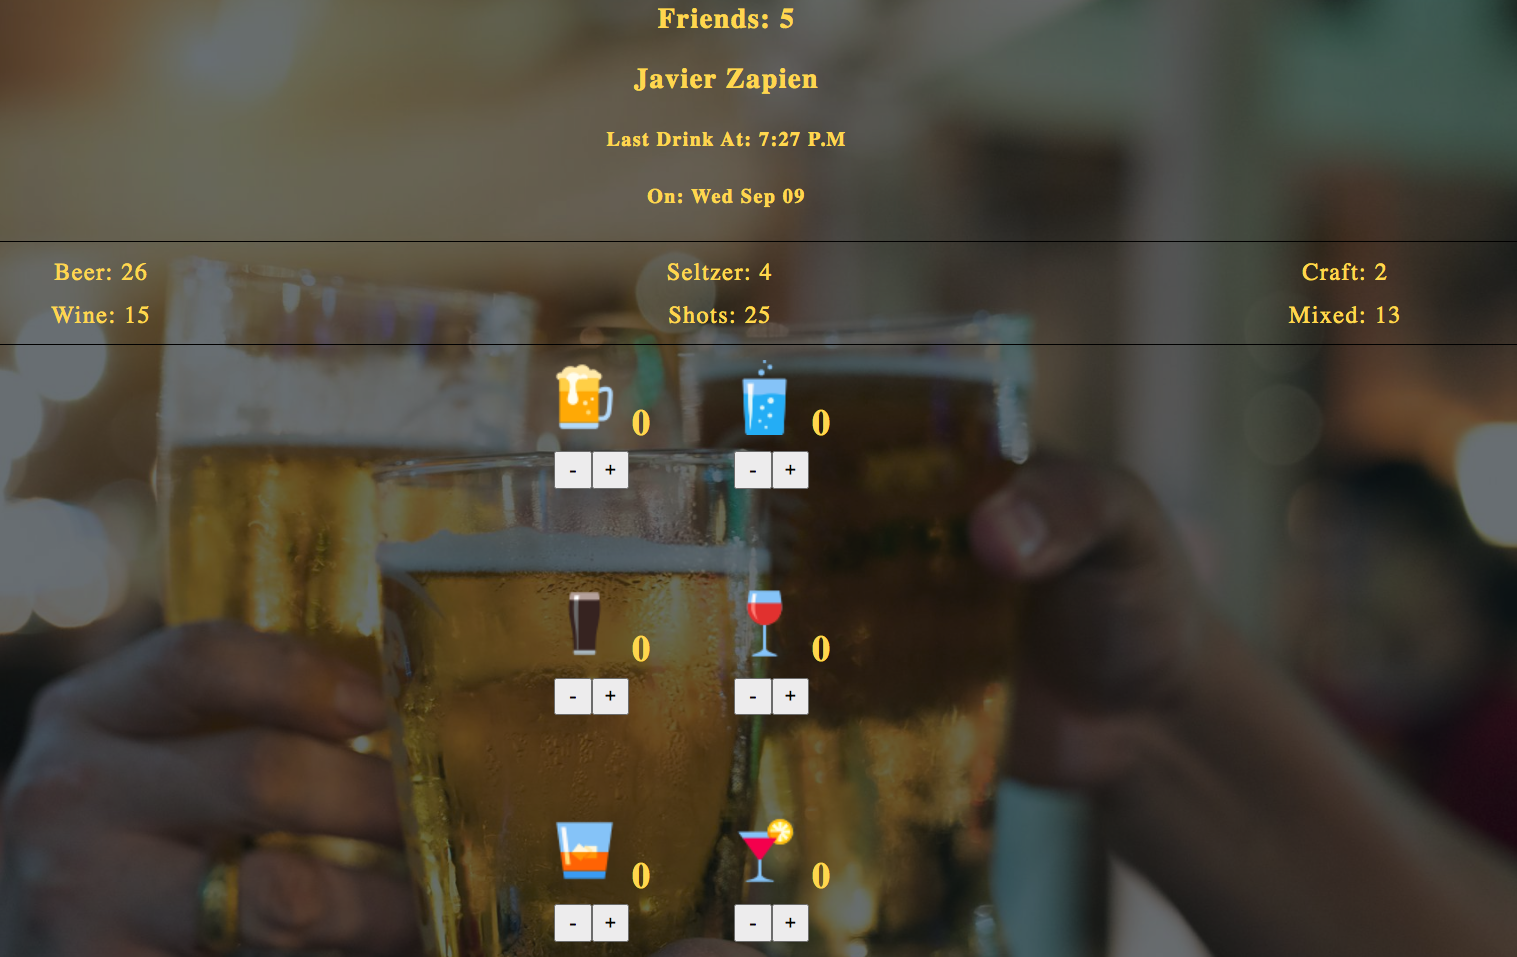 Friends: 5
Javier Zapien
Last Drink At: 7:27 P.M
On: Wed Sep 09
Beer: 26 Seltzer: 4 Craft: 2
Wine: 15 Shots: 25 Mixed: 13
0 0
- + - +
0 0
- + - +
0 0
- + - +